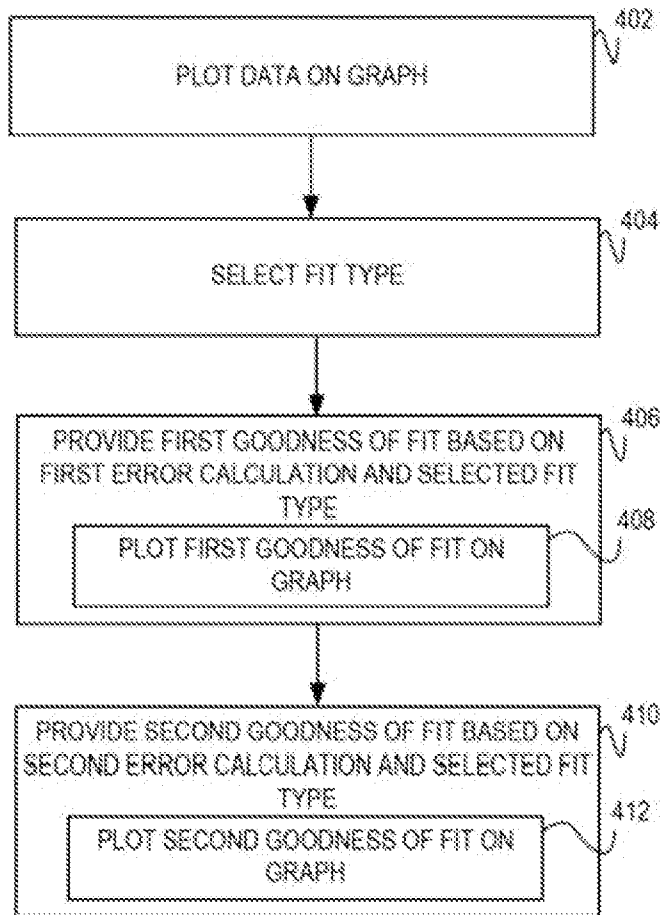 402
PLOT DATA ON GRAPH
404
SELECT FIT TYPE
406
PROVIDE FIRST GOODNESS OF FIT BASED ON
FIRST ERROR CALCULATION AND SELECTED FIT
TYPE
408
PLOT FIRST GOODNESS OF FIT ON
GRAPH
410
PROVIDE SECOND GOODNESS OF FIT BASED ON
SECOND ERROR CALCULATION AND SELECTED FIT
TYPE
412
PLOT SECOND GOODNESS OF FIT ON
GRAPH